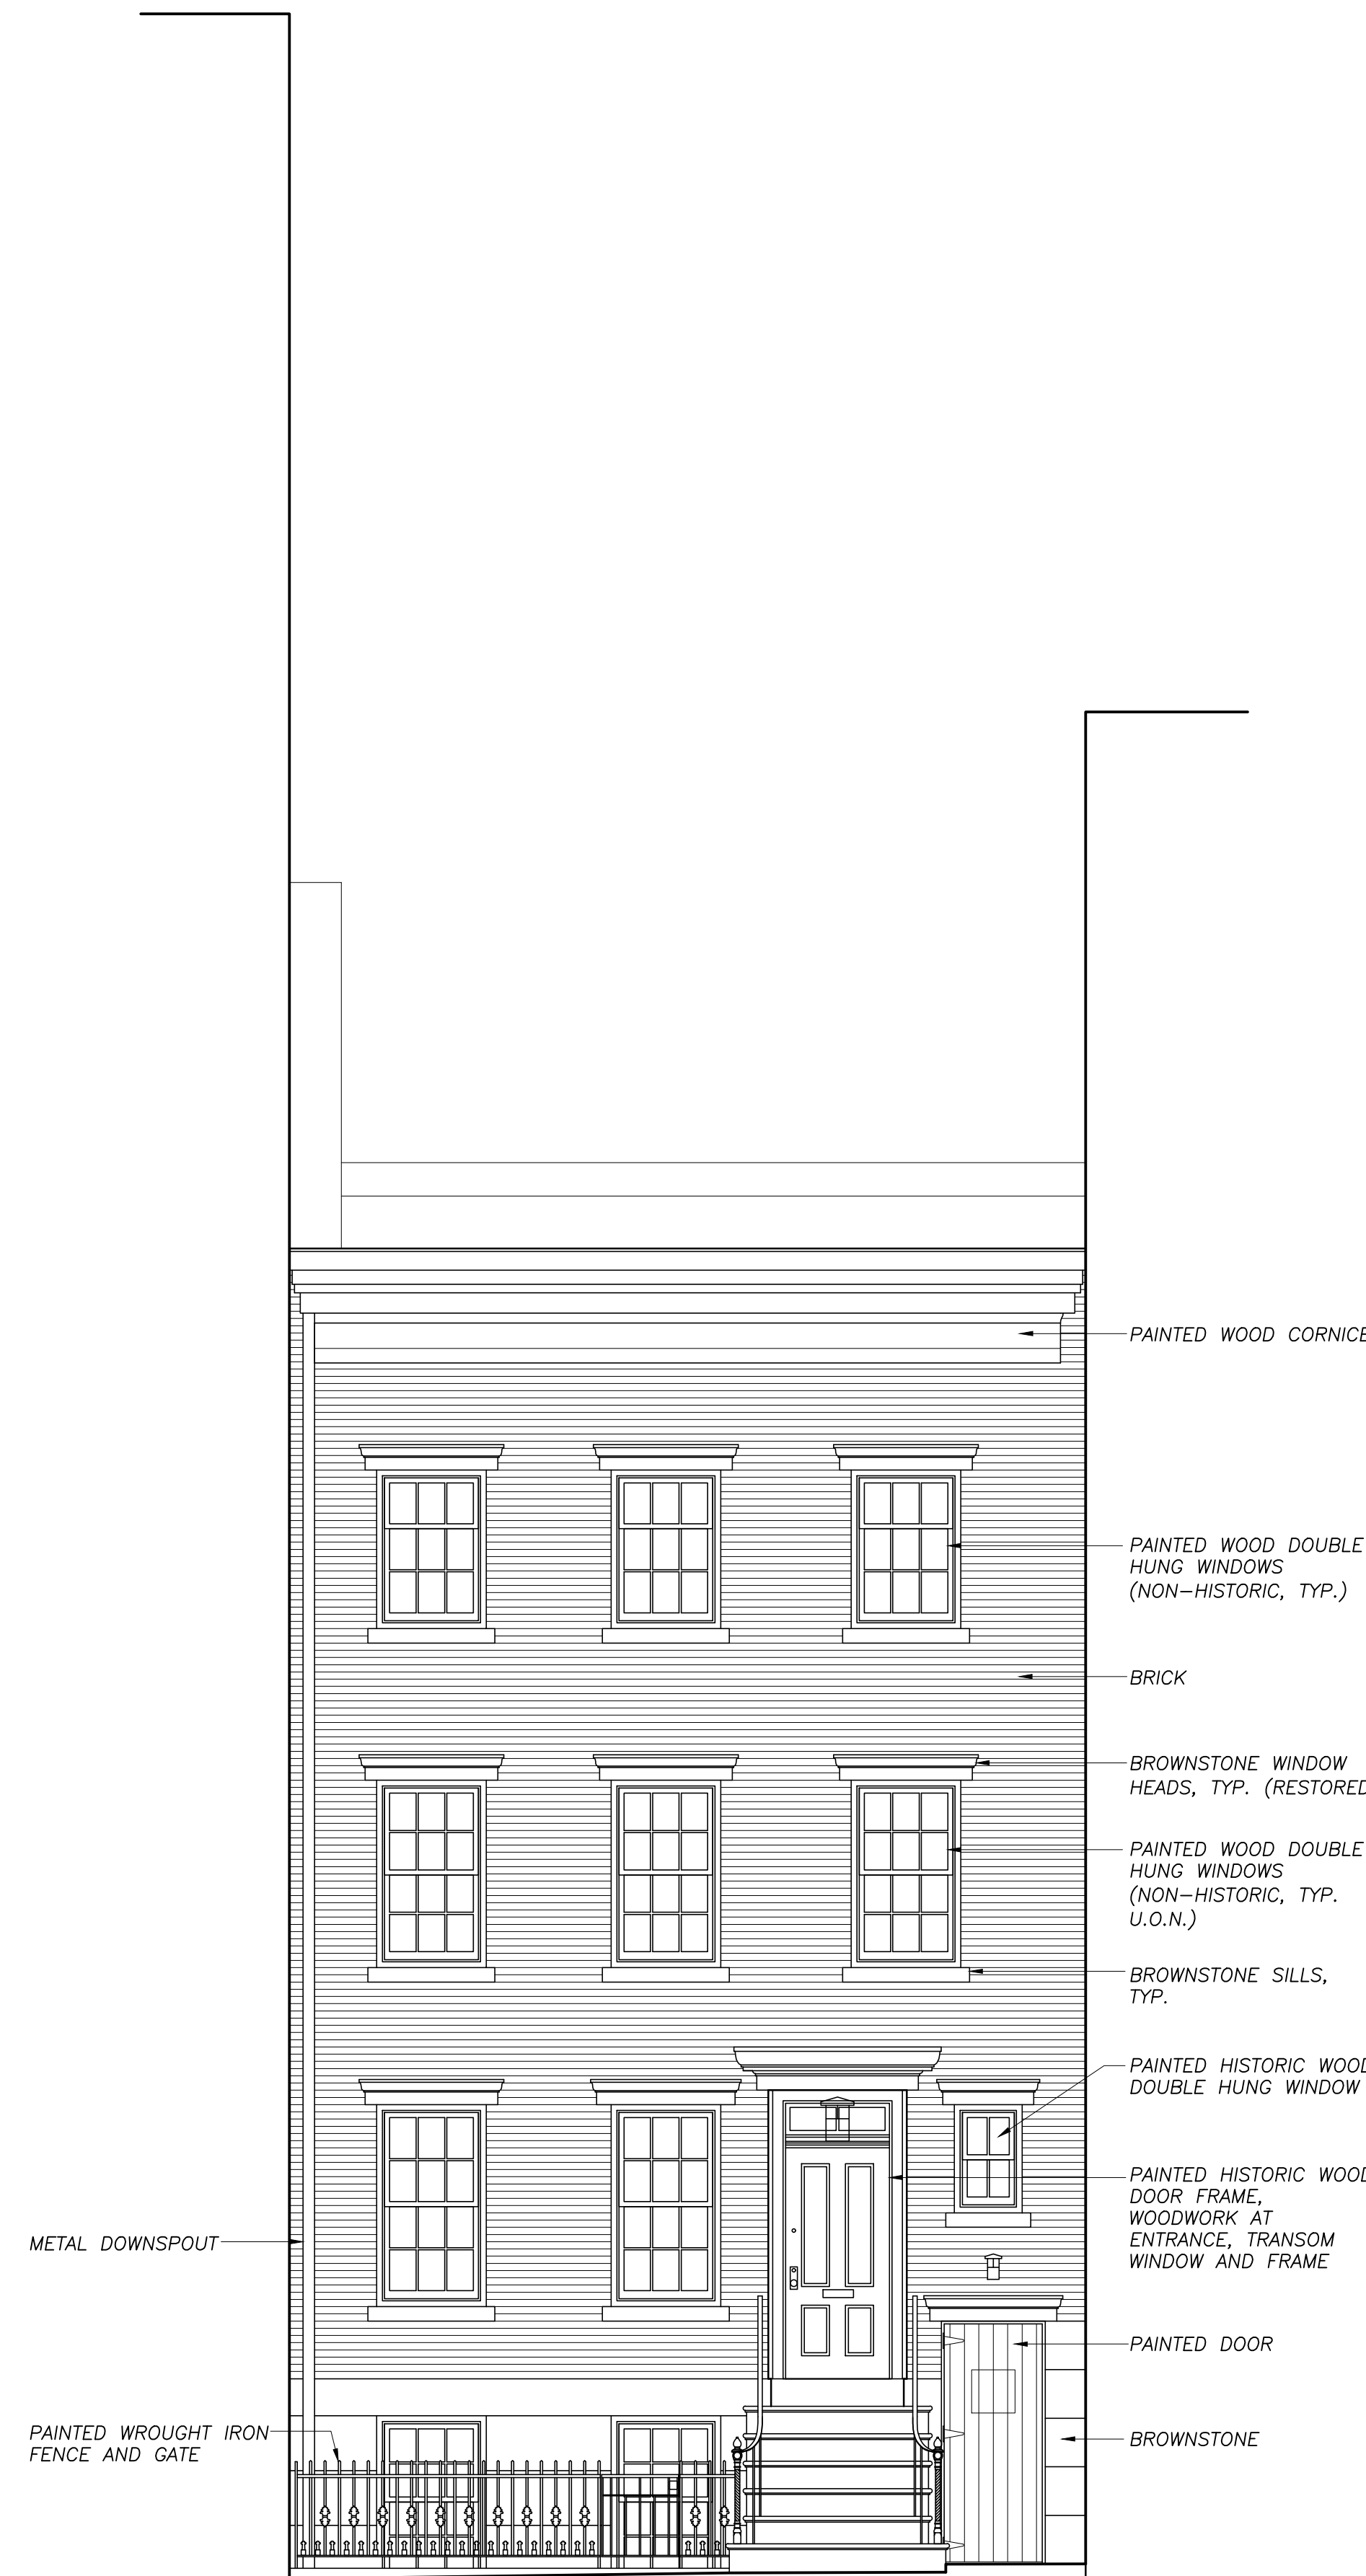 PAINTED WOOD CORNICE
PAINTED WOOD DOUBLE
HUNG WINDOWS
(NON-HISTORIC, TYP.)
BRICK
BROWNSTONE WINDOW
HEADS, TYP. (RESTORED
PAINTED WOOD DOUBLE
HUNG WINDOWS
(NON-HISTORIC, TYP.
U.O.N.)
BROWNSTONE SILLS,
TYP.
PAINTED HISTORIC WOOD
DOUBLE HUNG WINDOW
PAINTED HISTORIC WOOD
DOOR FRAME,
WOODWORK AT
ENTRANCE, TRANSOM
WINDOW AND FRAME
METAL DOWNSPOUT
PAINTED DOOR
PAINTED WROUGHT IRON
FENCE AND GATE
BROWNSTONE